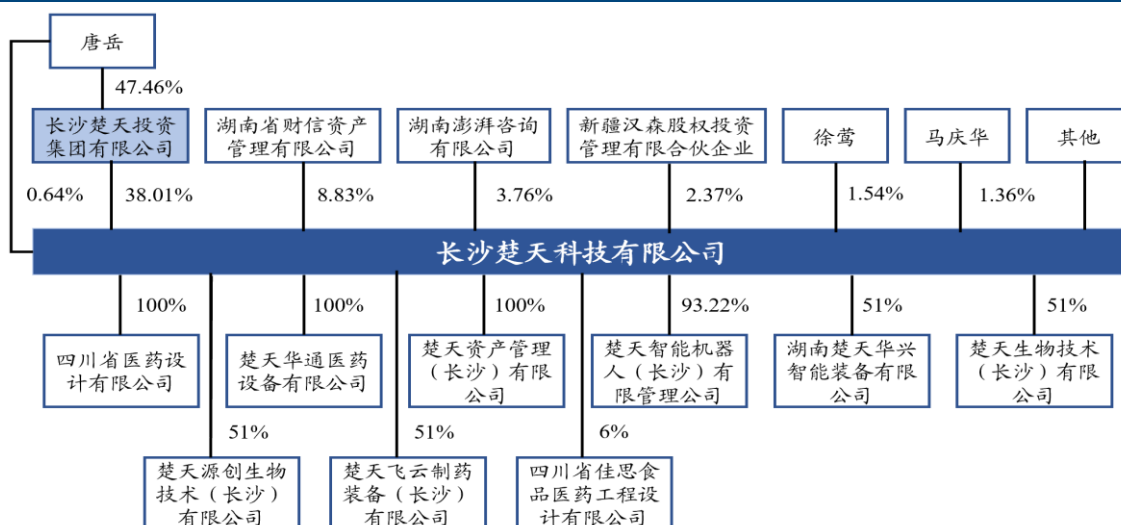 唐岳
47.46%
长沙楚天投资
集团有限公司
湖南省财信资产
管理有限公司
湖南澎湃咨询
有限公司
新疆汉森股权投资
管理有限合伙企业
徐莺
马庆华
其他
0.64%
38.01%
8.83%
3.76%
2.37%
1.54%
1.36%
长沙楚天科技有限公司
100%
100%
100%
93.22%
51%
51%
四川省医药设
计有限公司
楚天华通医药
设备有限公司
楚天资产管理
（长沙）有限
公司
楚天智能机器
人（长沙）有
限管理公司
湖南楚天华兴
智能装备有限
公司
楚天生物技术
（长沙）有限
公司
51%
51%
6%
楚天源创生物
技术（长沙）
有限公司
楚天飞云制药
装备（长沙）
有限公司
四川省佳思食
品医药工程设
计有限公司